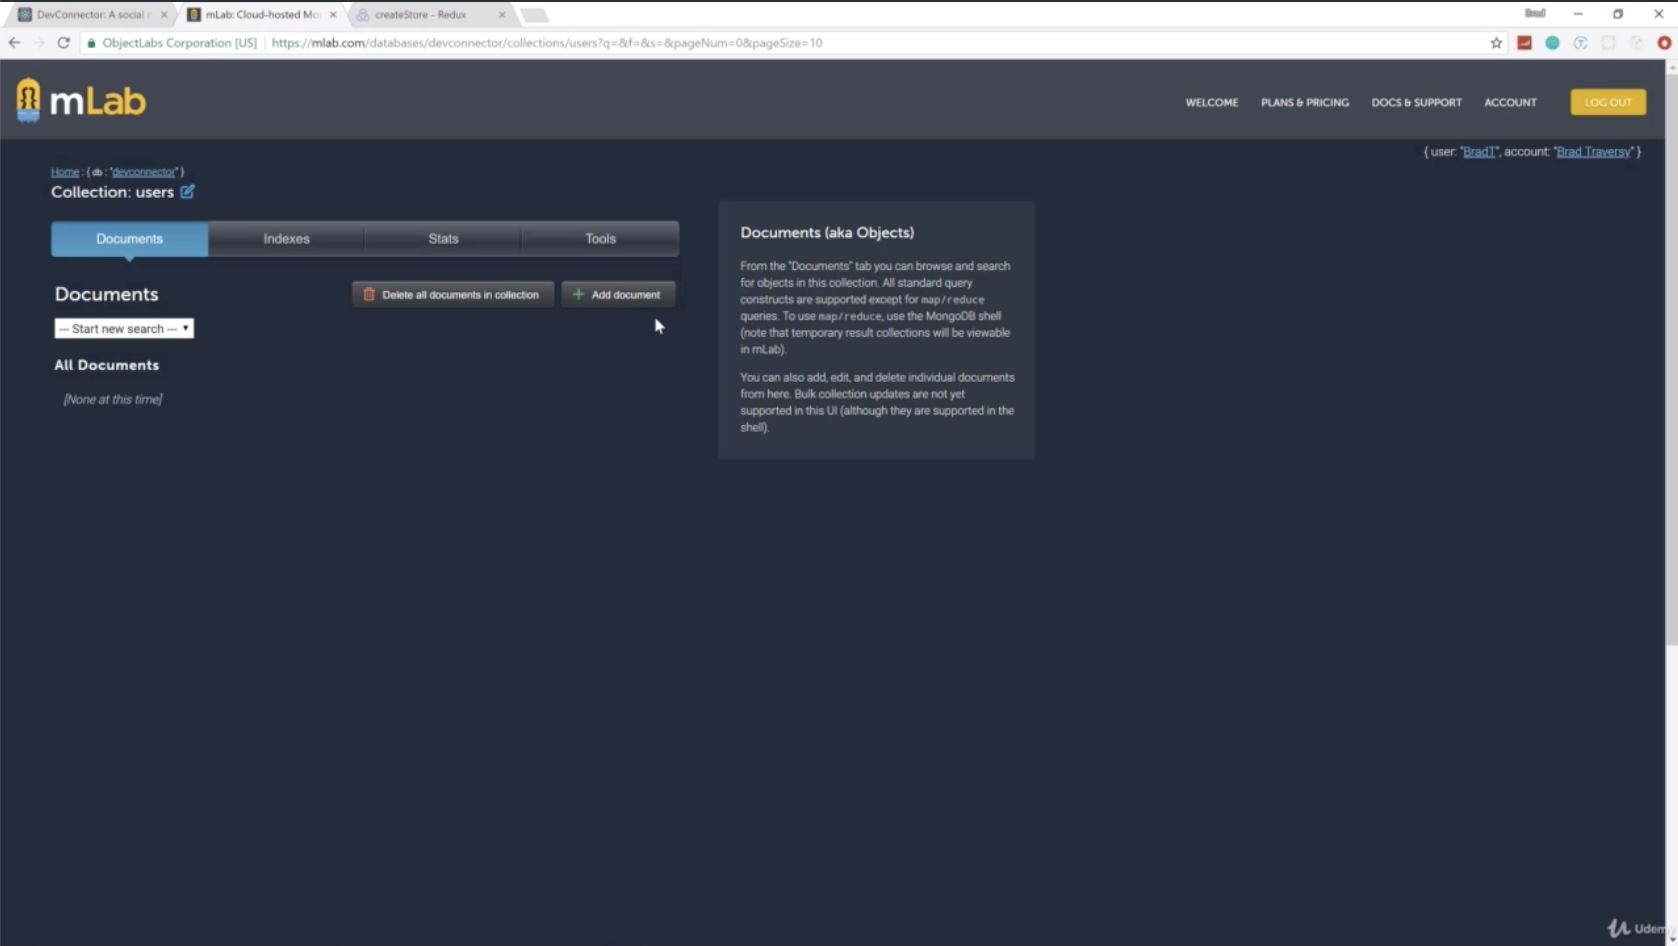 DevConnector: A social
mLab: Cloud-hosted Mo
createStore - Redux
ObjectLabs Corporation [US]
https://mlab.com/databases/devconnector/collections/users?q=&f=&s=&pageNum=0&pageSize=10
mLab
WELCOME
PLANS & PRICING
DOCS & SUPPORT
ACCOUNT
LOG OUT
{ user: "BradT", account: "Brad Traversy" }
Home : { db : "devconnector" }
Collection: users
Documents
Indexes
Stats
Tools
Documents
Delete all documents in collection
+ Add document
--- Start new search ---
All Documents
[None at this time]
Documents (aka Objects)
From the "Documents" tab you can browse and search
for objects in this collection. All standard query
constructs are supported except for map/reduce
queries. To use map/reduce, use the MongoDB shell
(note that temporary result collections will be viewable
in mLab).
You can also add, edit, and delete individual documents
from here. Bulk collection updates are not yet
supported in this UI (although they are supported in the
shell).
Udem